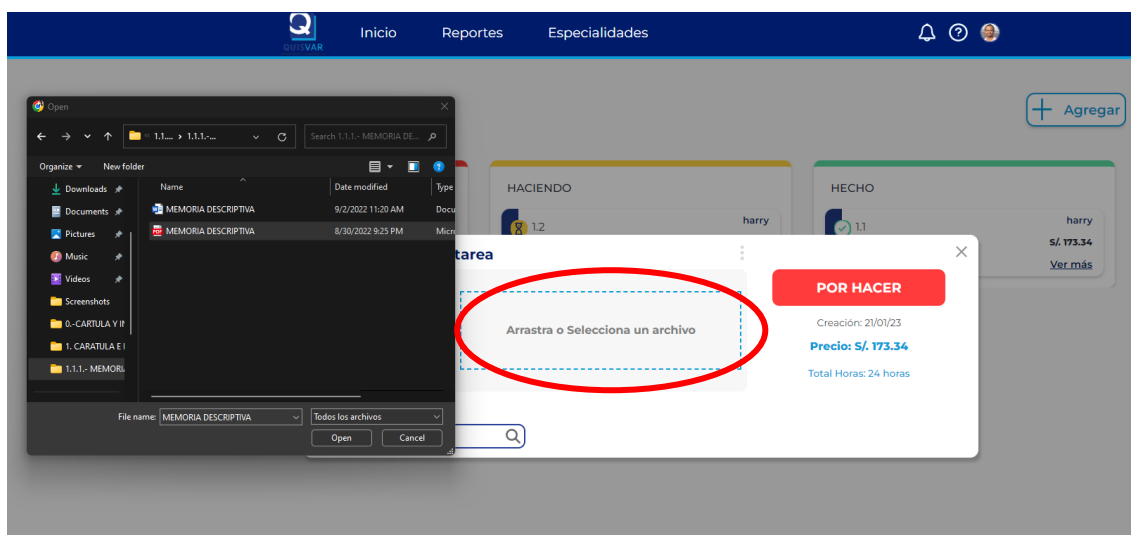 QUISVAR
Inicio
Reportes
Especialidades
Agregar
Open
1.1.... › 1.1.1.-...
Search 1.1.1.- MEMORIA DE...
Organize
New folder
Downloads
Documents
Pictures
Music
Videos
Screenshots
0.-CARTULA Y IN
1. CARATULA E I
1.1.1.- MEMORI
Name
Date modified
Type
MEMORIA DESCRIPTIVA
9/2/2022 11:20 AM
Docu
PDF
MEMORIA DESCRIPTIVA
8/30/2022 9:25 PM
Micr
File name:
MEMORIA DESCRIPTIVA
Todos los archivos
Open
Cancel
HACIENDO
1.2
harry
HECHO
1.1
harry
S/. 173.34
Ver más
tarea
Arrastra o Selecciona un archivo
POR HACER
Creación: 21/01/23
Precio: S/. 173.34
Total Horas: 24 horas